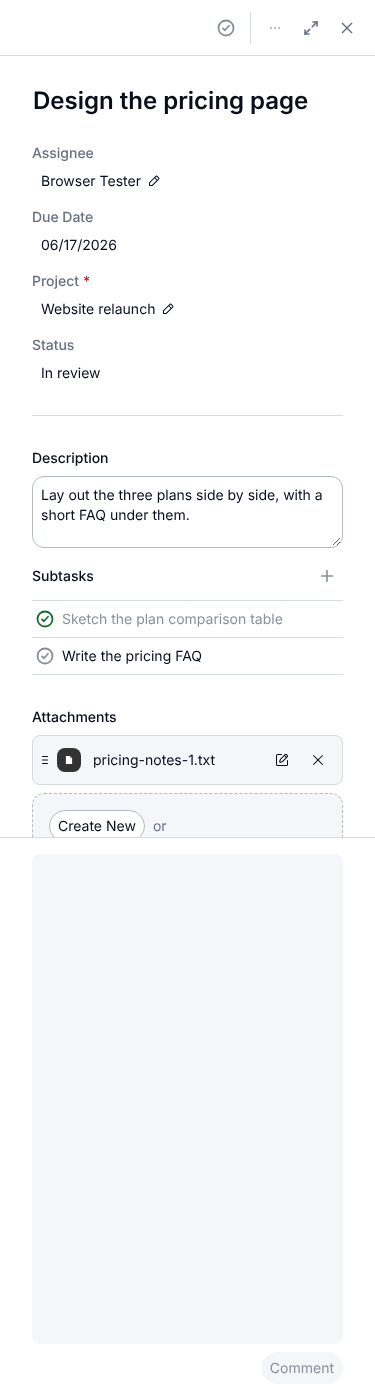 Design the pricing page
Assignee
Browser Tester
Due Date
06/17/2026
Project *
Website relaunch
Status
In review
Description
Lay out the three plans side by side, with a
short FAQ under them.
Subtasks
Sketch the plan comparison table
Write the pricing FAQ
Attachments
pricing-notes-1.txt
Create New or
Comment